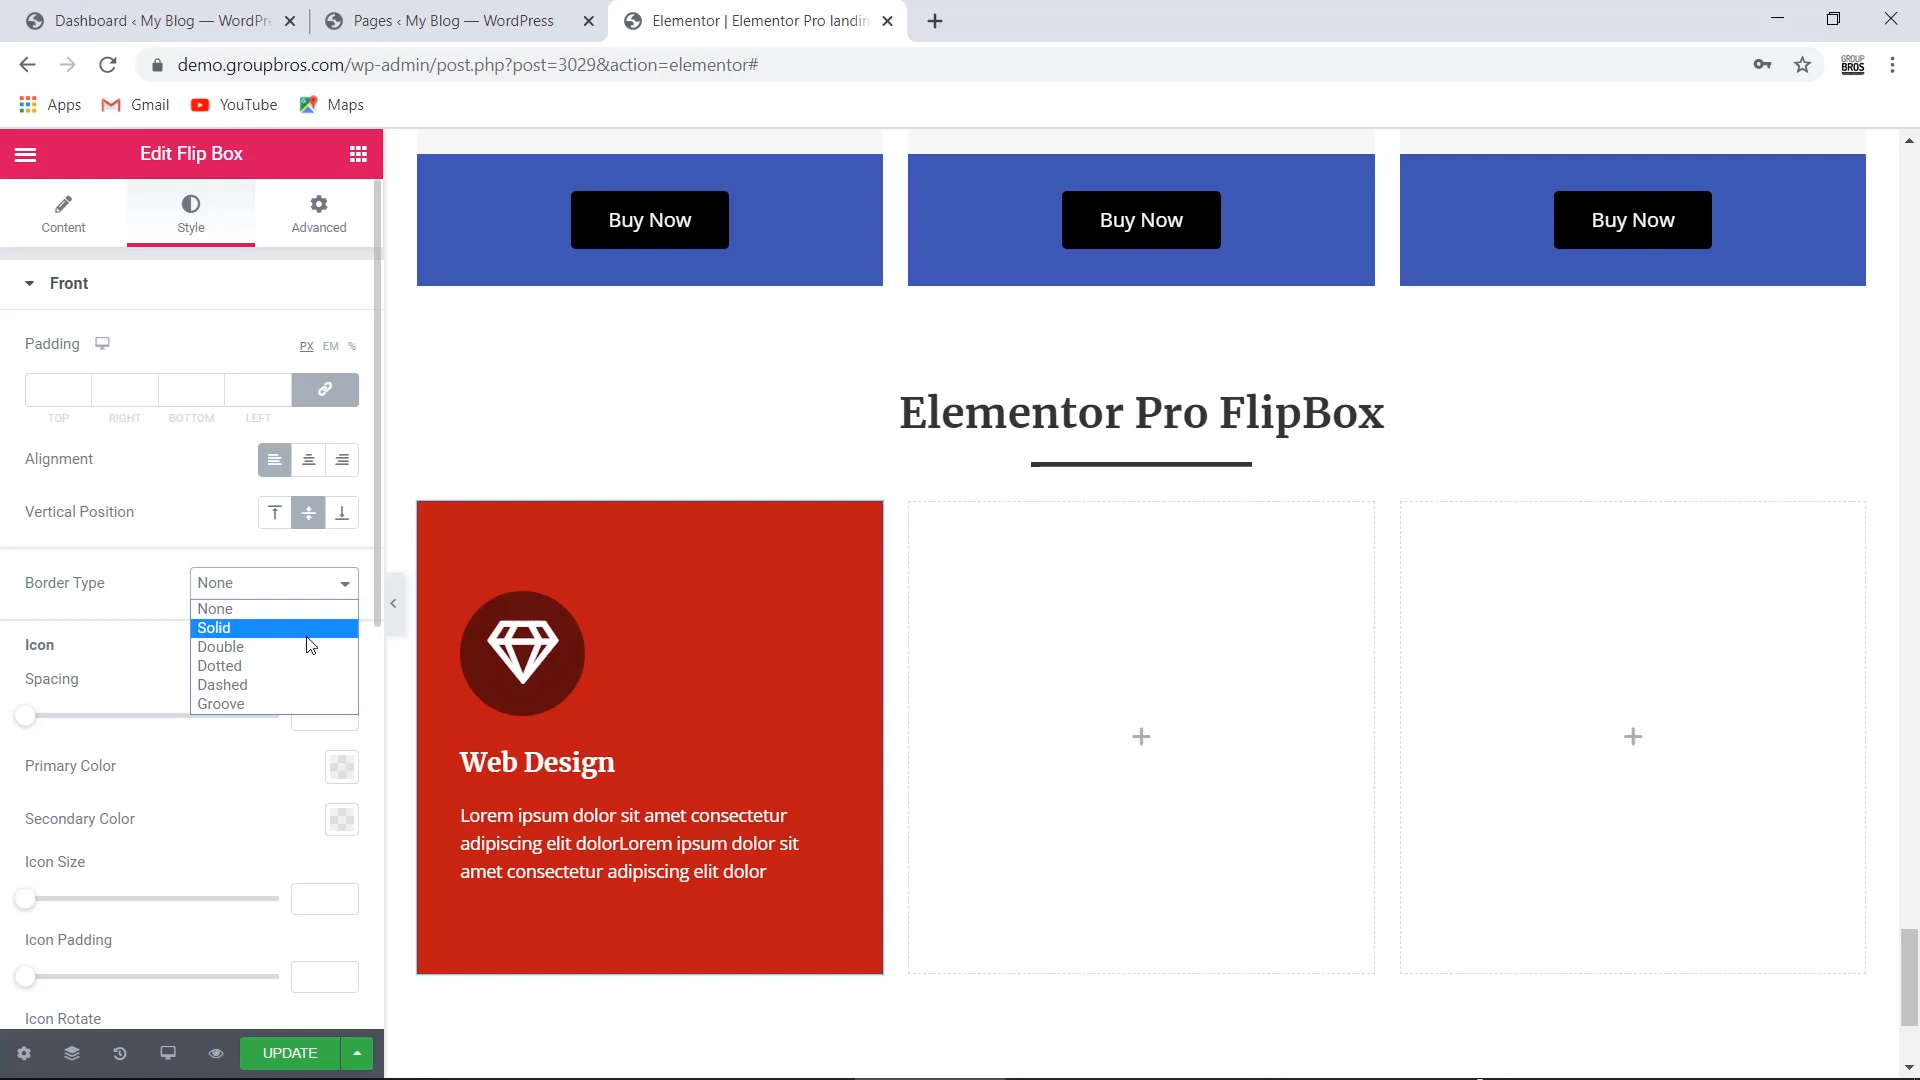 Dashboard ‹ My Blog — WordPr
Pages ‹ My Blog — WordPress
Elementor | Elementor Pro landin
demo.groupbros.com/wp-admin/post.php?post=3029&action=elementor#
GROUP
BROS
Apps
Gmail
YouTube
Maps
Edit Flip Box
Content
Style
Advanced
Front
Padding
PX EM %
TOP RIGHT BOTTOM LEFT
Alignment
Vertical Position
Border Type
None
None
Solid
Double
Dotted
Dashed
Groove
Icon
Spacing
Primary Color
Secondary Color
Icon Size
Icon Padding
Icon Rotate
UPDATE
Buy Now
Buy Now
Buy Now
Elementor Pro FlipBox
Web Design
Lorem ipsum dolor sit amet consectetur
adipiscing elit dolorLorem ipsum dolor sit
amet consectetur adipiscing elit dolor